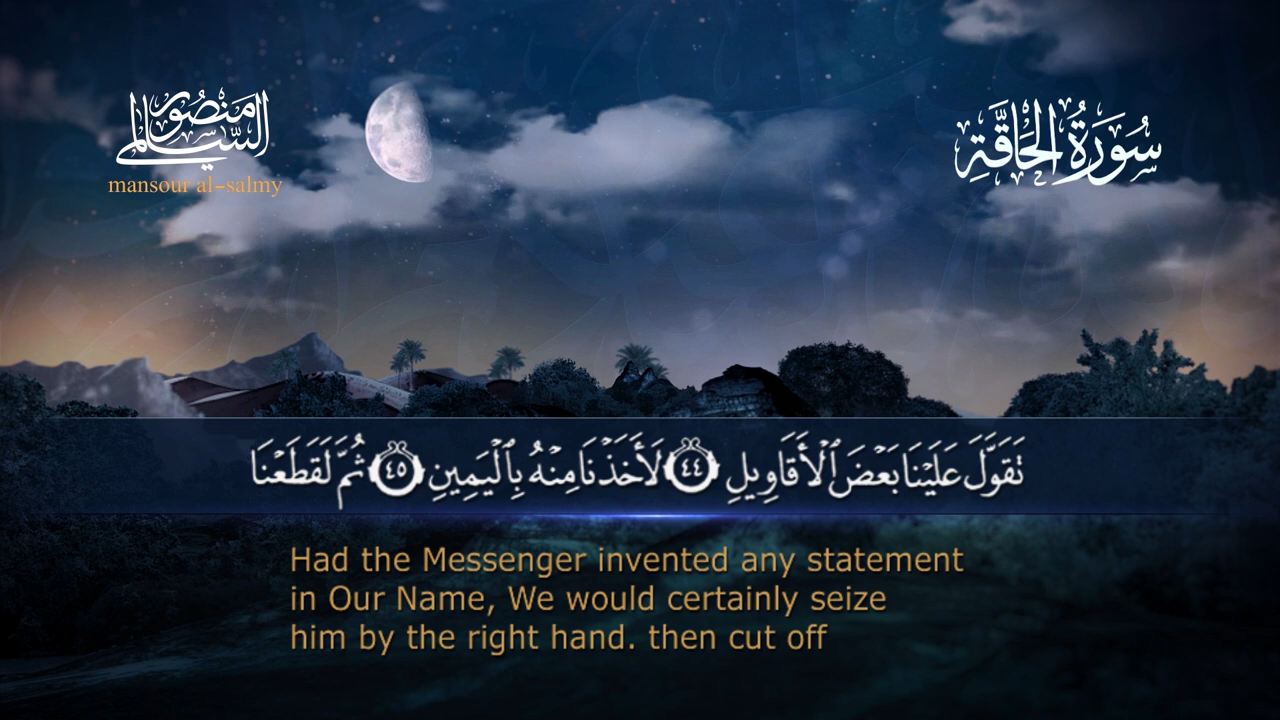 منصور السالمي
mansour al-salmy
سُورَةُ الحَاقَّةِ
تَقَوَّلَ عَلَيْنَا بَعْضَ ٱلْأَقَاوِيلِ ٤٤ لَأَخَذْنَا مِنْهُ بِٱلْيَمِينِ ٤٥ ثُمَّ لَقَطَعْنَا
Had the Messenger invented any statement
in Our Name, We would certainly seize
him by the right hand. then cut off